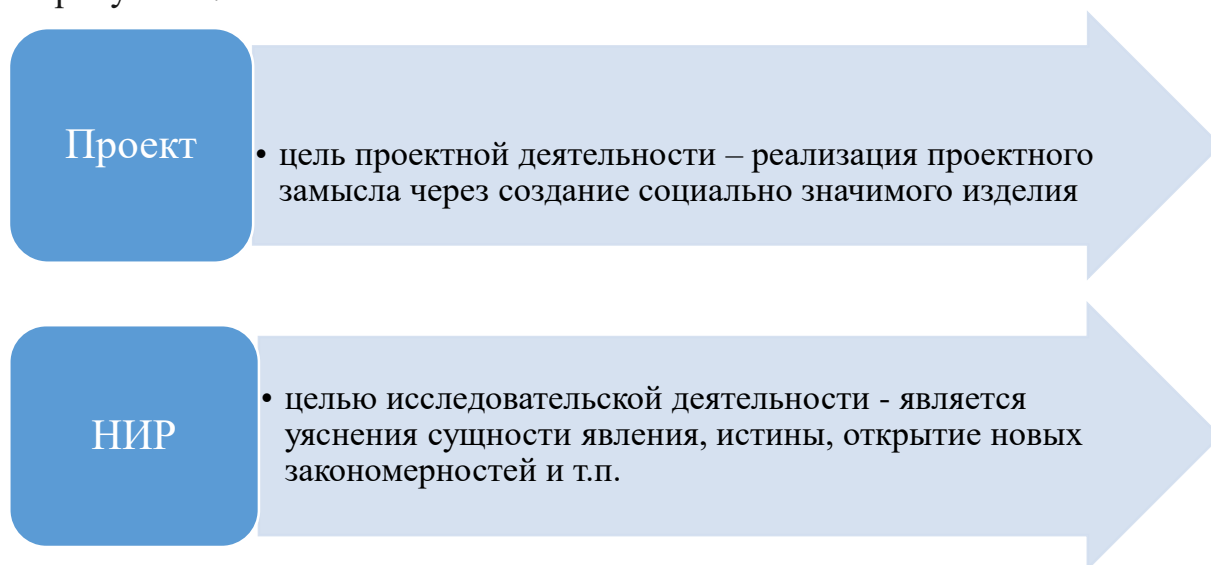 Проект
• цель проектной деятельности – реализация проектного
замысла через создание социально значимого изделия
НИР
• целью исследовательской деятельности - является
уяснения сущности явления, истины, открытие новых
закономерностей и т.п.